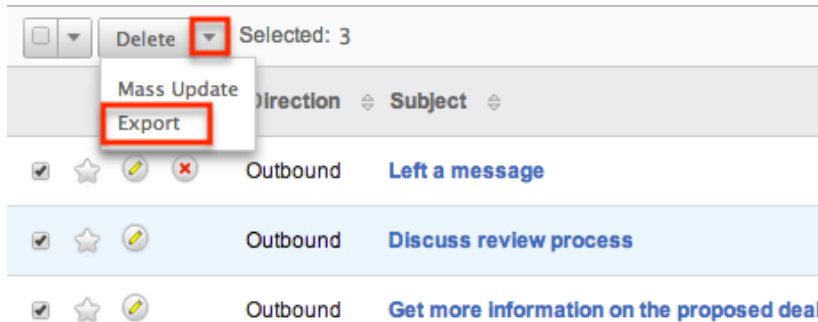 Delete Selected: 3
Mass Update
Export
Direction Subject
Outbound Left a message
Outbound Discuss review process
Outbound Get more information on the proposed deal